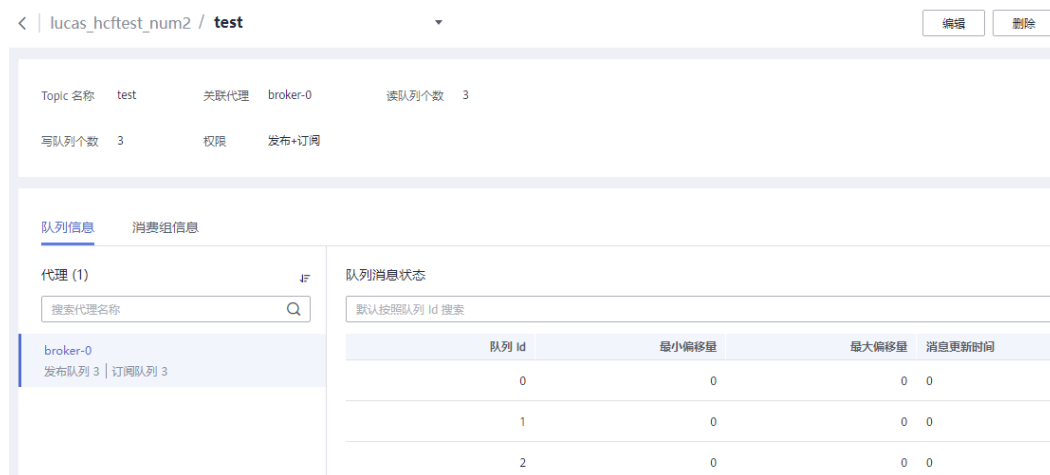 lucas_hcftest_num2 / test
编辑
删除
Topic 名称 test 关联代理 broker-0 读队列个数 3
写队列个数 3 权限 发布+订阅
队列信息 消费组信息
代理 (1)
搜索代理名称
broker-0
发布队列 3 | 订阅队列 3
队列消息状态
默认按照队列 Id 搜索
队列 Id 最小偏移量 最大偏移量 消息更新时间
0 0 0 0
1 0 0 0
2 0 0 0